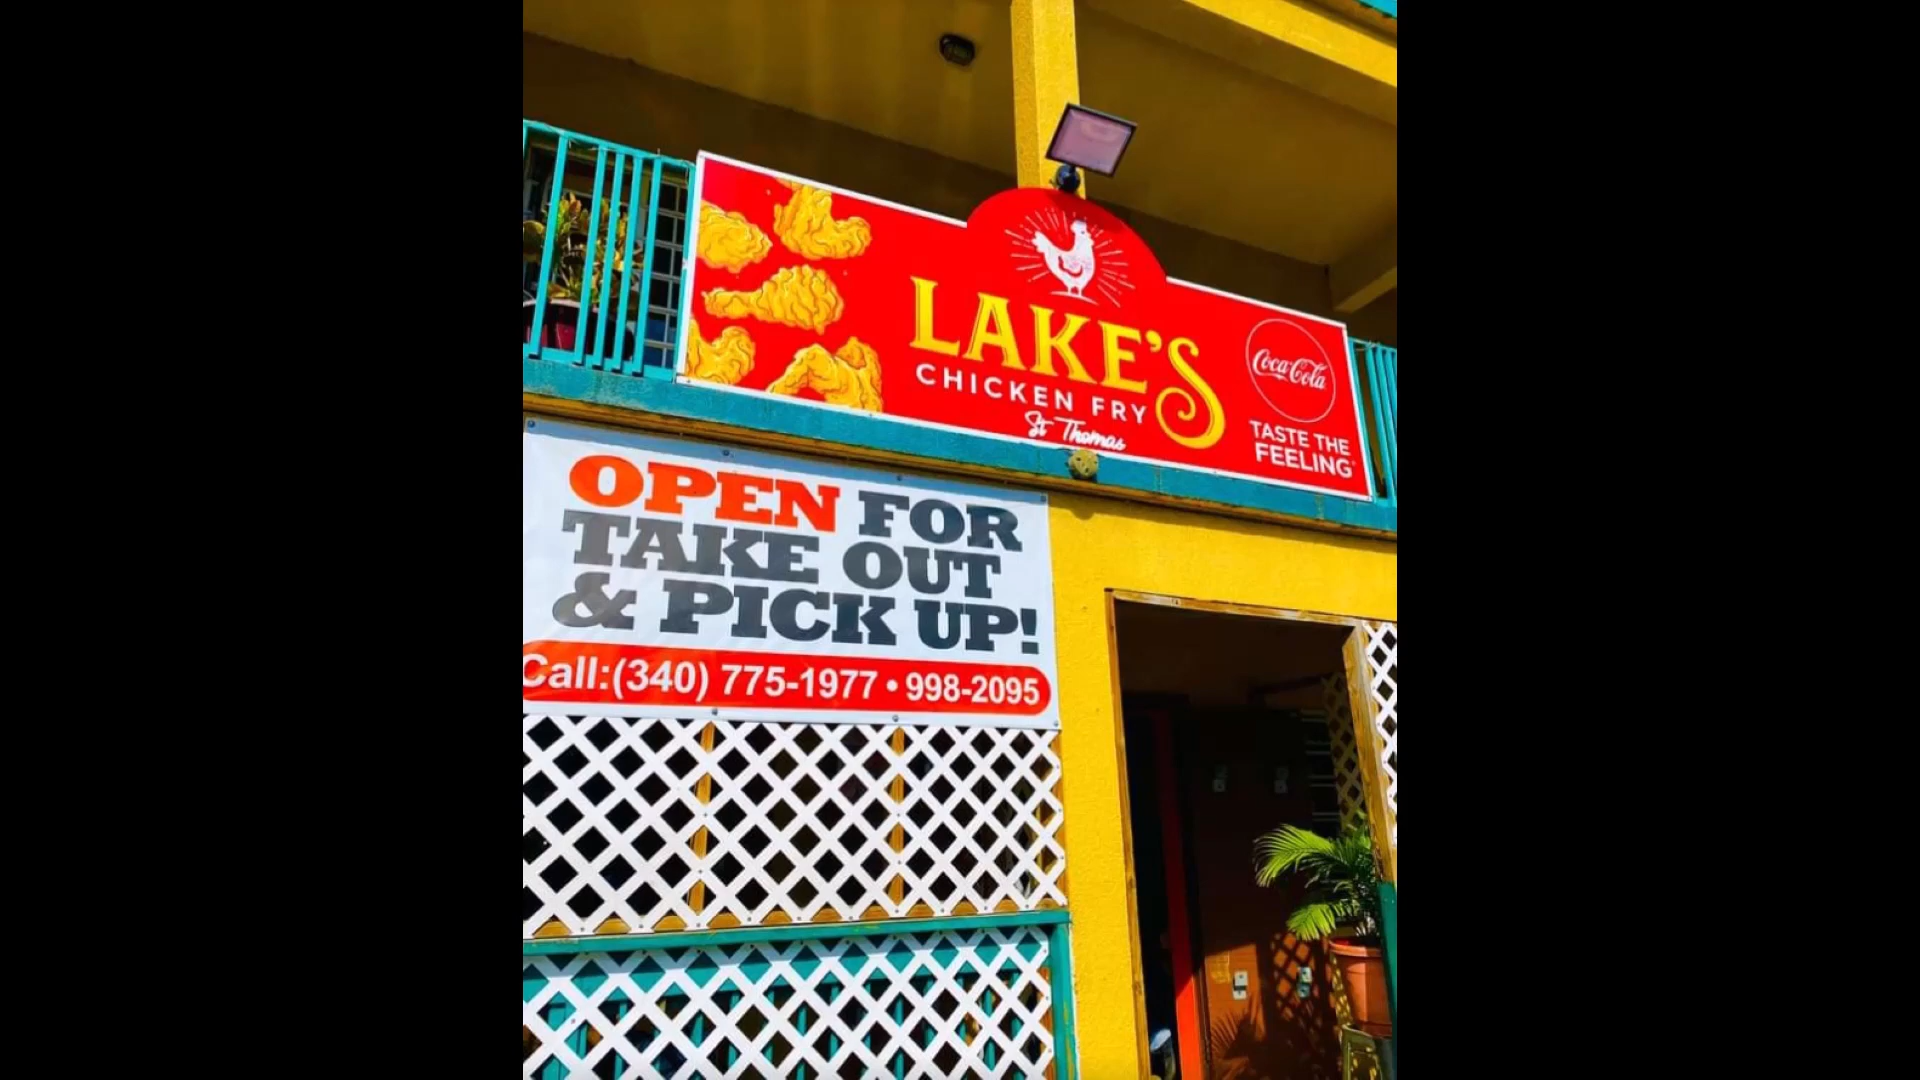 LAKE'S
CHICKEN FRY
St Thomas
Coca-Cola
TASTE THE
FEELING
OPEN FOR
TAKE OUT
& PICK UP!
Call:(340) 775-1977 • 998-2095